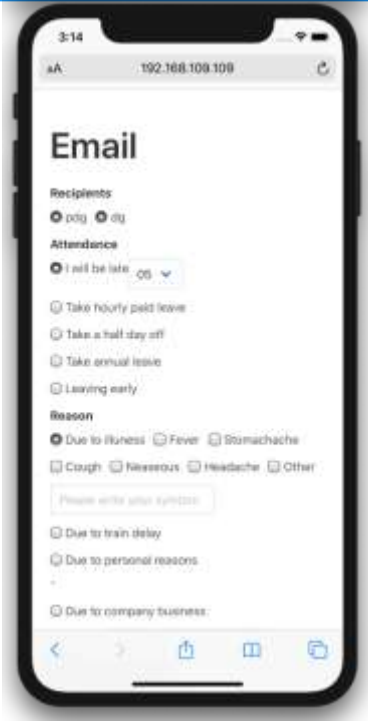 3:14
AA 192.168.109.109
Email
Recipients
pdg dg
Attendance
I will be late 05
Take hourly paid leave
Take a half day off
Take annual leave
Leaving early
Reason
Due to illuness Fever Stomachache
Cough Neaseous Headache Other
Please write your symptom
Due to train delay
Due to personal reasons
Due to company business